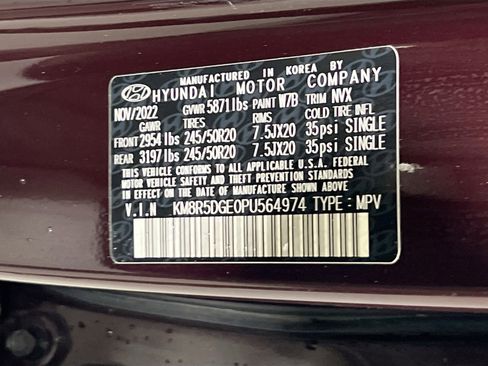 MANUFACTURED IN KOREA BY
HYUNDAI MOTOR COMPANY
NOV/2022 GVWR 5871lbs PAINT W7B TRIM NVX
GAWR TIRES RIMS COLD TIRE INFL
FRONT 2954 lbs 245/50R20 7.5JX20 35psi SINGLE
REAR 3197 lbs 245/50R20 7.5JX20 35psi SINGLE
THIS VEHICLE CONFORMS TO ALL APPLICABLE U.S.A. FEDERAL
MOTOR VEHICLE SAFETY AND THEFT PREVENTION STANDARDS
IN EFFECT ON THE DATE OF MANUFACTURE SHOWN ABOVE.
V.I.N KM8R5DGE0PU564974 TYPE : MPV